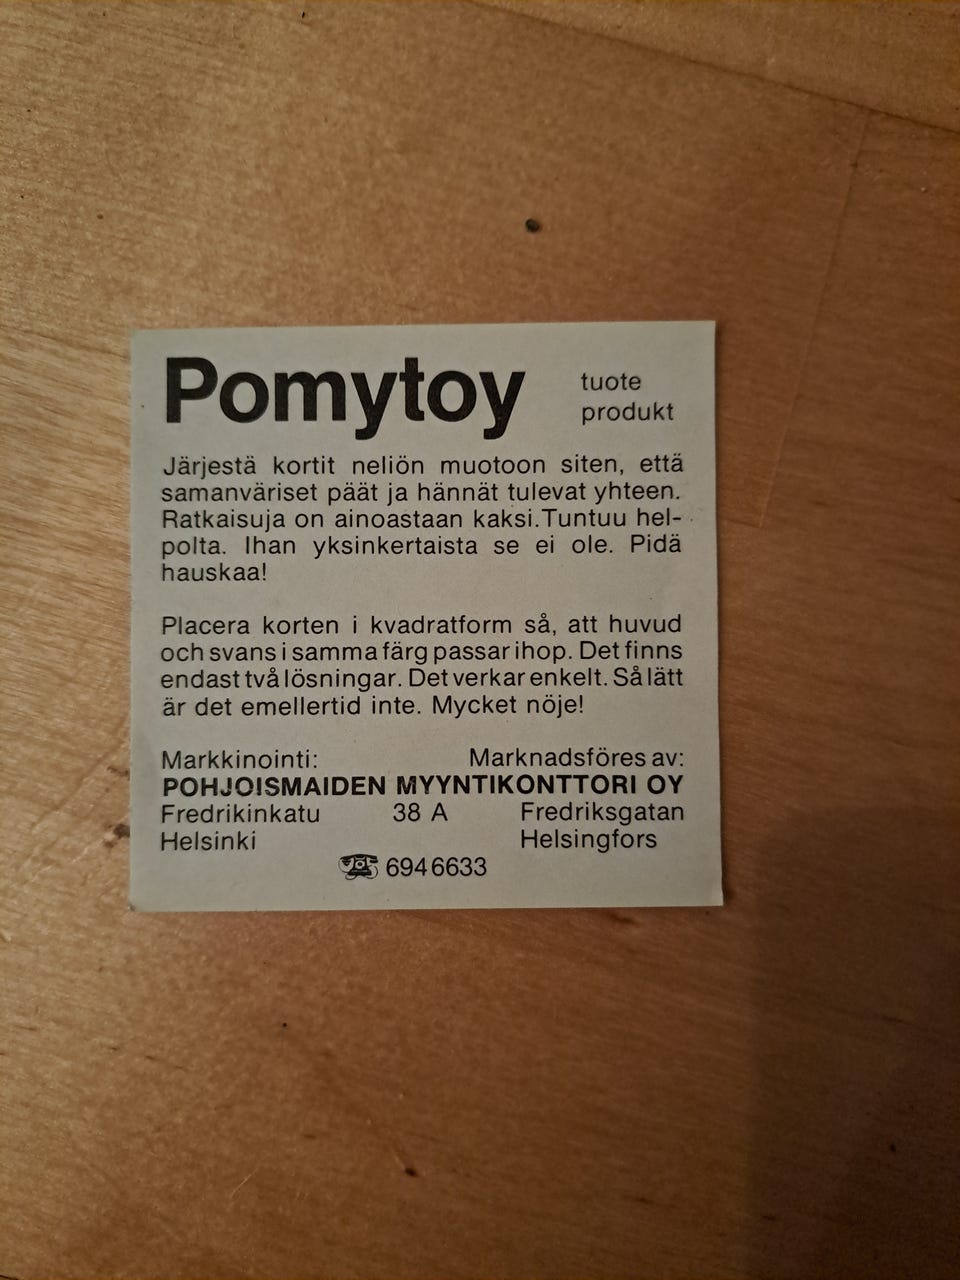 Pomytoy tuote
produkt
Järjestä kortit neliön muotoon siten, että
samanväriset päät ja hännät tulevat yhteen.
Ratkaisuja on ainoastaan kaksi.Tuntuu hel-
polta. Ihan yksinkertaista se ei ole. Pidä
hauskaa!
Placera korten i kvadratform så, att huvud
och svans i samma färg passar ihop. Det finns
endast två lösningar. Det verkar enkelt. Så lätt
är det emellertid inte. Mycket nöje!
Markkinointi: Marknadsföres av:
POHJOISMAIDEN MYYNTIKONTTORI OY
Fredrikinkatu 38 A Fredriksgatan
Helsinki Helsingfors
☎ 694 6633